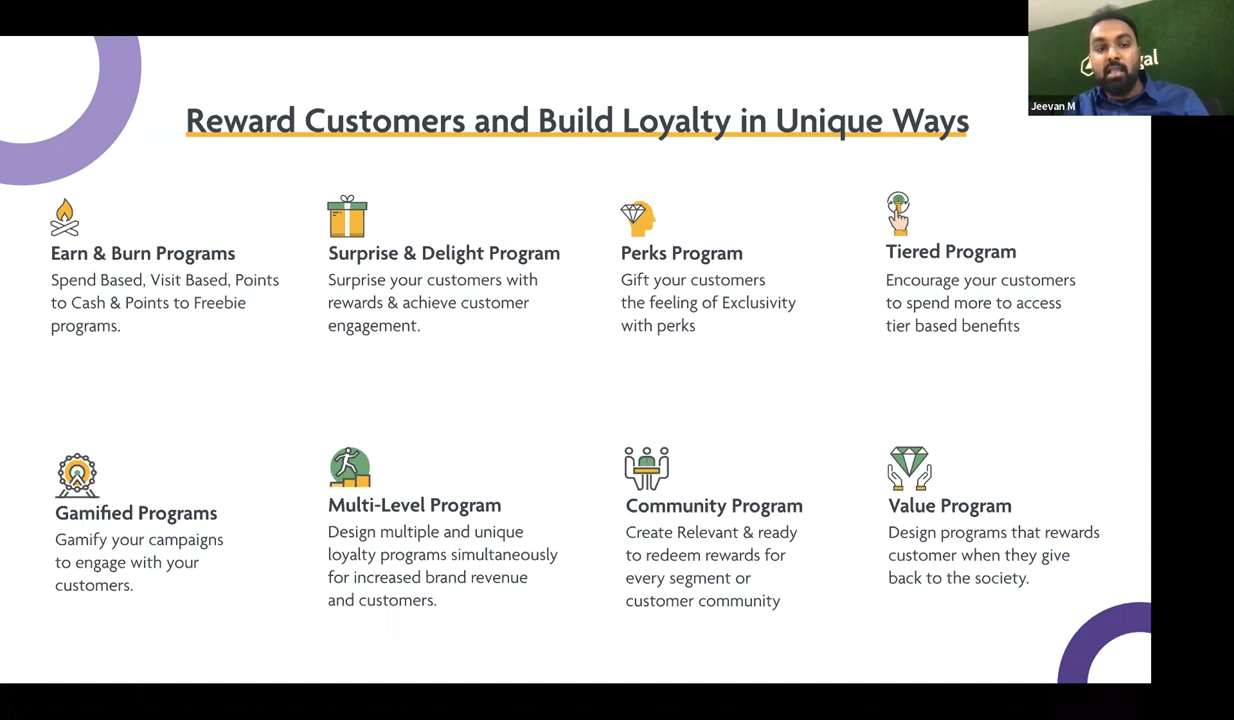 Reward Customers and Build Loyalty in Unique Ways
Jeevan M
Earn & Burn Programs
Spend Based, Visit Based, Points
to Cash & Points to Freebie
programs.
Surprise & Delight Program
Surprise your customers with
rewards & achieve customer
engagement.
Perks Program
Gift your customers
the feeling of Exclusivity
with perks
Tiered Program
Encourage your customers
to spend more to access
tier based benefits
Gamified Programs
Gamify your campaigns
to engage with your
customers.
Multi-Level Program
Design multiple and unique
loyalty programs simultaneously
for increased brand revenue
and customers.
Community Program
Create Relevant & ready
to redeem rewards for
every segment or
customer community
Value Program
Design programs that rewards
customer when they give
back to the society.